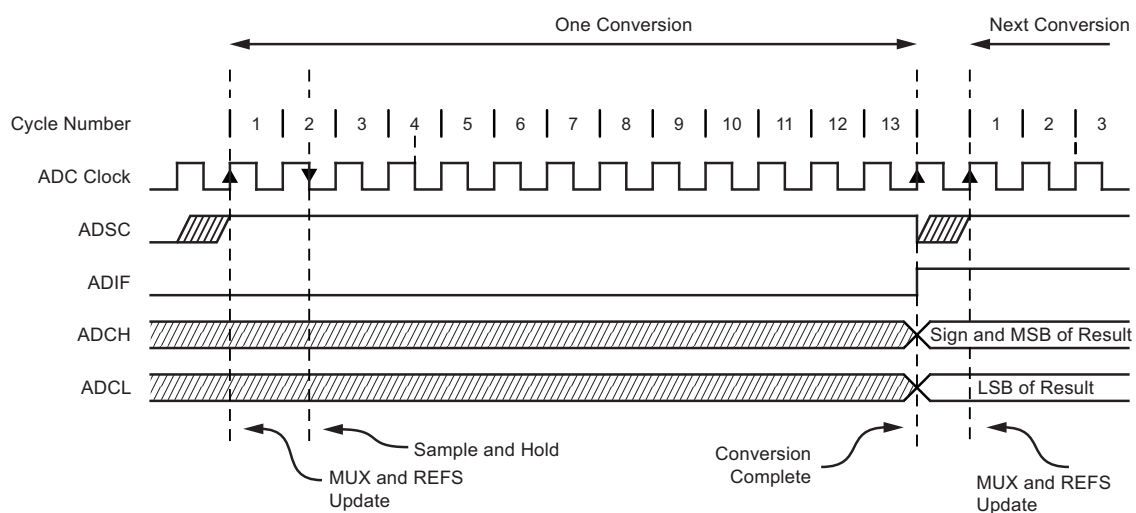 One Conversion
Next Conversion
Cycle Number
1 2 3 4 5 6 7 8 9 10 11 12 13 1 2 3
ADC Clock
ADSC
ADIF
ADCH
Sign and MSB of Result
ADCL
LSB of Result
Sample and Hold
MUX and REFS
Update
Conversion
Complete
MUX and REFS
Update